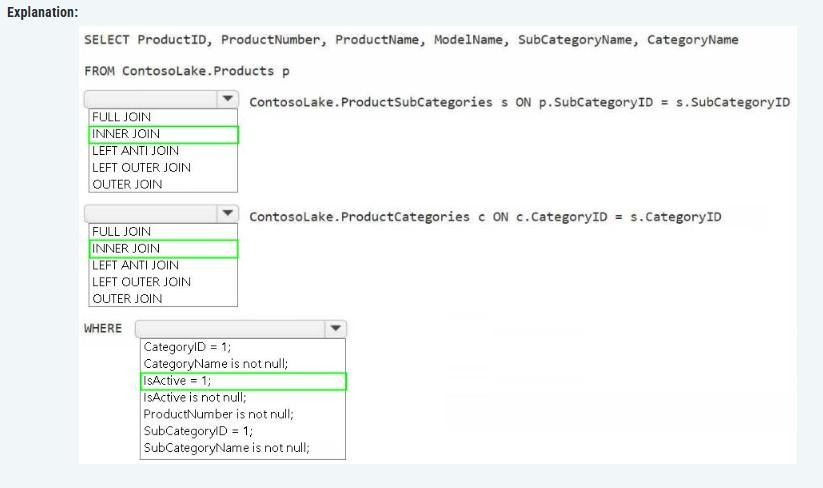 Explanation:
SELECT ProductID, ProductNumber, ProductName, ModelName, SubCategoryName, CategoryName
FROM ContosoLake.Products p
ContosoLake.ProductSubCategories s ON p.SubCategoryID = s.SubCategoryID
FULL JOIN
INNER JOIN
LEFT ANTI JOIN
LEFT OUTER JOIN
OUTER JOIN
ContosoLake.ProductCategories c ON c.CategoryID = s.CategoryID
FULL JOIN
INNER JOIN
LEFT ANTI JOIN
LEFT OUTER JOIN
OUTER JOIN
WHERE
CategoryID = 1;
CategoryName is not null;
IsActive = 1;
IsActive is not null;
ProductNumber is not null;
SubCategoryID = 1;
SubCategoryName is not null;